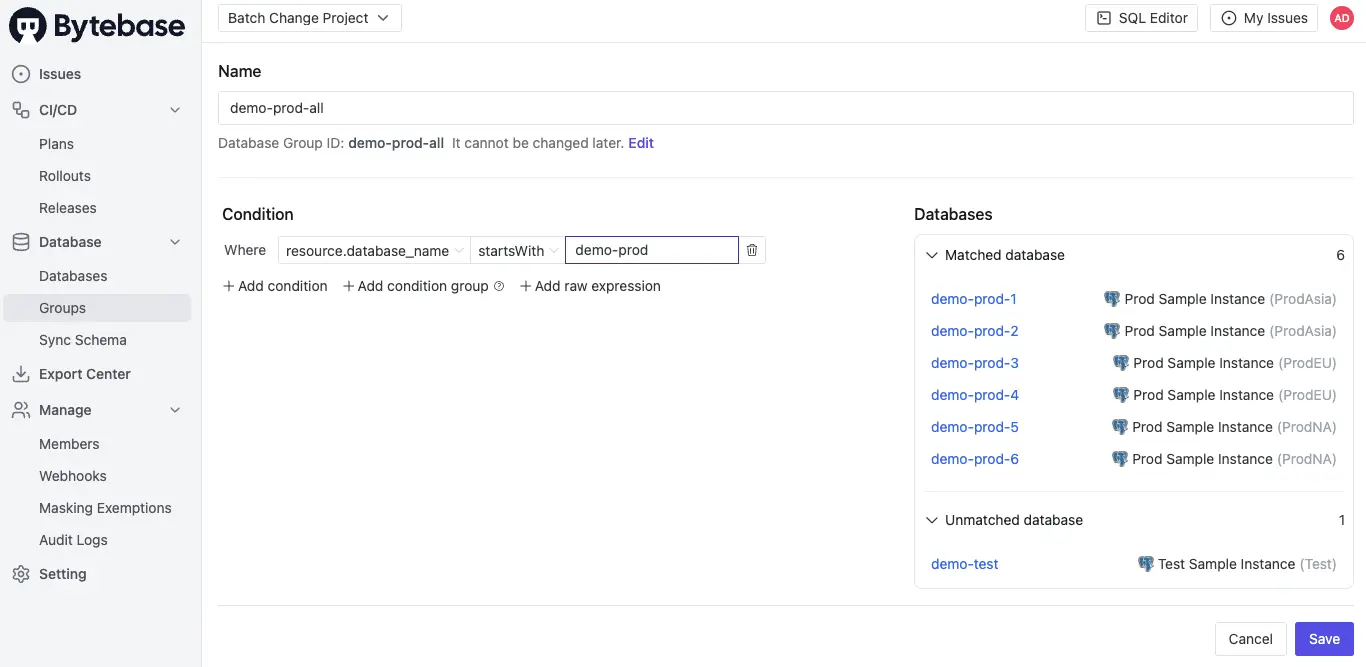 Bytebase
Batch Change Project
SQL Editor
My Issues
AD
Issues
CI/CD
Plans
Rollouts
Releases
Database
Databases
Groups
Sync Schema
Export Center
Manage
Members
Webhooks
Masking Exemptions
Audit Logs
Setting
Name
demo-prod-all
Database Group ID: demo-prod-all It cannot be changed later. Edit
Condition
Where resource.database_name startsWith demo-prod
+ Add condition + Add condition group ? + Add raw expression
Databases
Matched database 6
demo-prod-1 Prod Sample Instance (ProdAsia)
demo-prod-2 Prod Sample Instance (ProdAsia)
demo-prod-3 Prod Sample Instance (ProdEU)
demo-prod-4 Prod Sample Instance (ProdEU)
demo-prod-5 Prod Sample Instance (ProdNA)
demo-prod-6 Prod Sample Instance (ProdNA)
Unmatched database 1
demo-test Test Sample Instance (Test)
Cancel Save